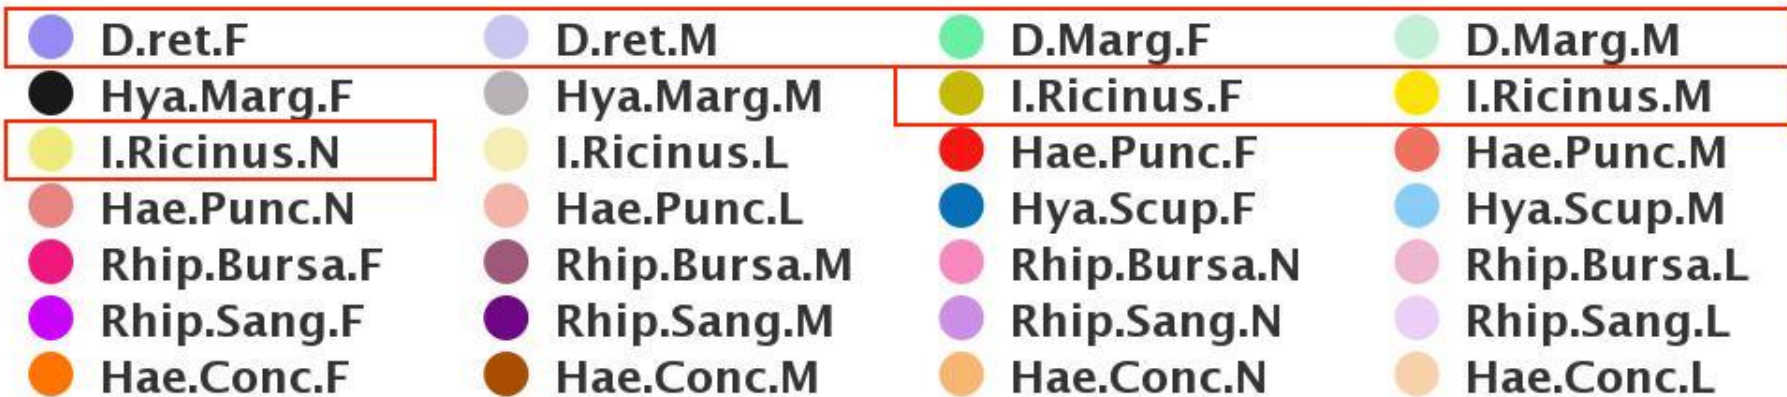 D.ret.F D.ret.M D.Marg.F D.Marg.M
Hya.Marg.F Hya.Marg.M I.Ricinus.F I.Ricinus.M
I.Ricinus.N I.Ricinus.L Hae.Punc.F Hae.Punc.M
Hae.Punc.N Hae.Punc.L Hya.Scup.F Hya.Scup.M
Rhip.Bursa.F Rhip.Bursa.M Rhip.Bursa.N Rhip.Bursa.L
Rhip.Sang.F Rhip.Sang.M Rhip.Sang.N Rhip.Sang.L
Hae.Conc.F Hae.Conc.M Hae.Conc.N Hae.Conc.L